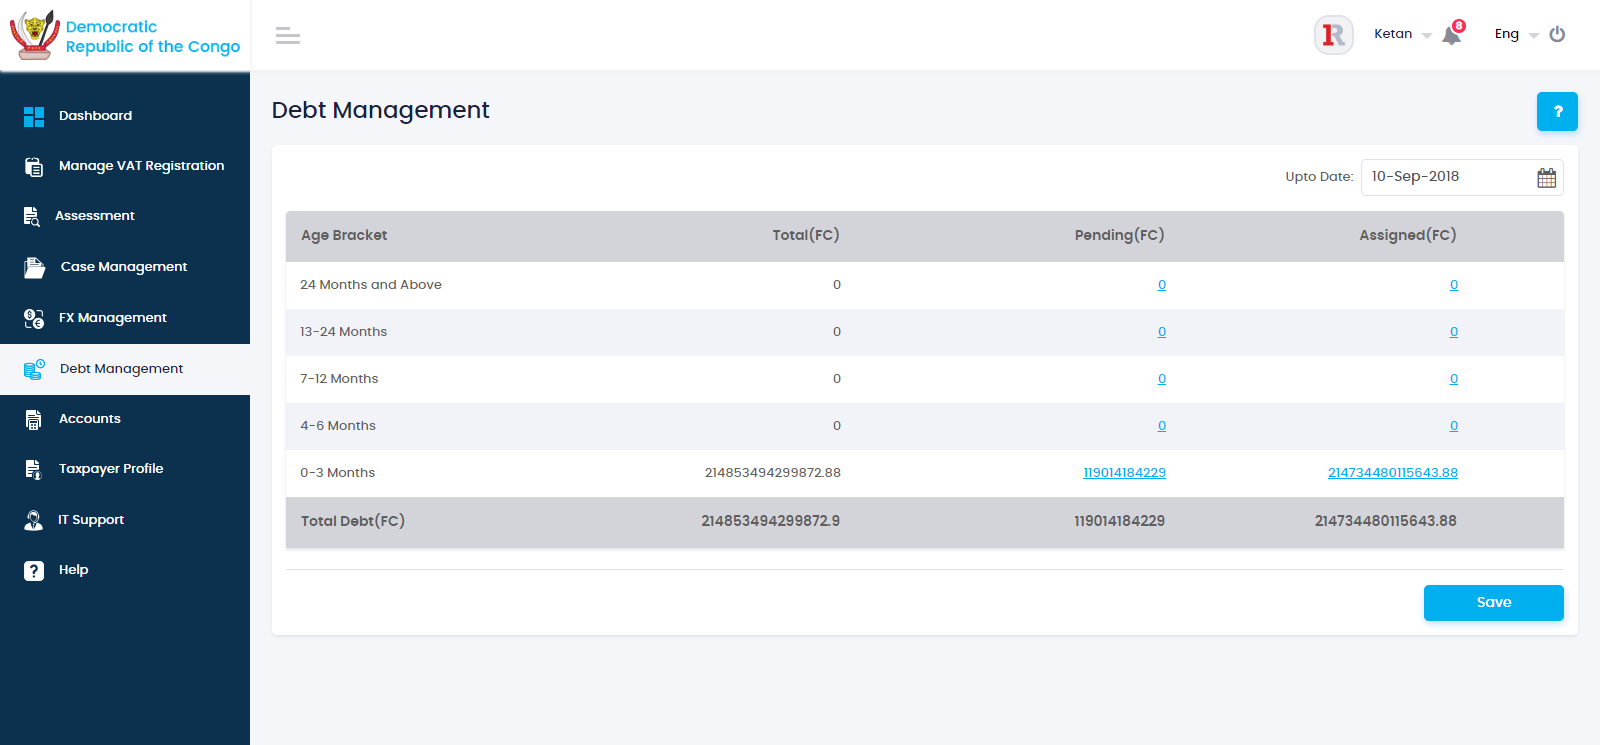 Democratic
Republic of the Congo
1R
Ketan
8
Eng
Dashboard
Manage VAT Registration
Assessment
Case Management
FX Management
Debt Management
Accounts
Taxpayer Profile
IT Support
? Help
Debt Management
?
Upto Date: 10-Sep-2018
Age Bracket Total(FC) Pending(FC) Assigned(FC)
24 Months and Above 0 0 0
13-24 Months 0 0 0
7-12 Months 0 0 0
4-6 Months 0 0 0
0-3 Months 214853494299872.88 119014184229 214734480115643.88
Total Debt(FC) 214853494299872.9 119014184229 214734480115643.88
Save